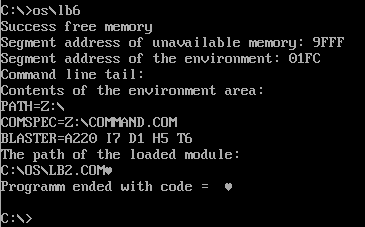 C:\>os\lb6
Success free memory
Segment address of unavailable memory: 9FFF
Segment address of the environment: 01FC
Command line tail:
Contents of the environment area:
PATH=Z:\
COMSPEC=Z:\COMMAND.COM
BLASTER=A220 I7 D1 H5 T6
The path of the loaded module:
C:\OS\LB2.COM♥
Programm ended with code =  ♥
C:\>